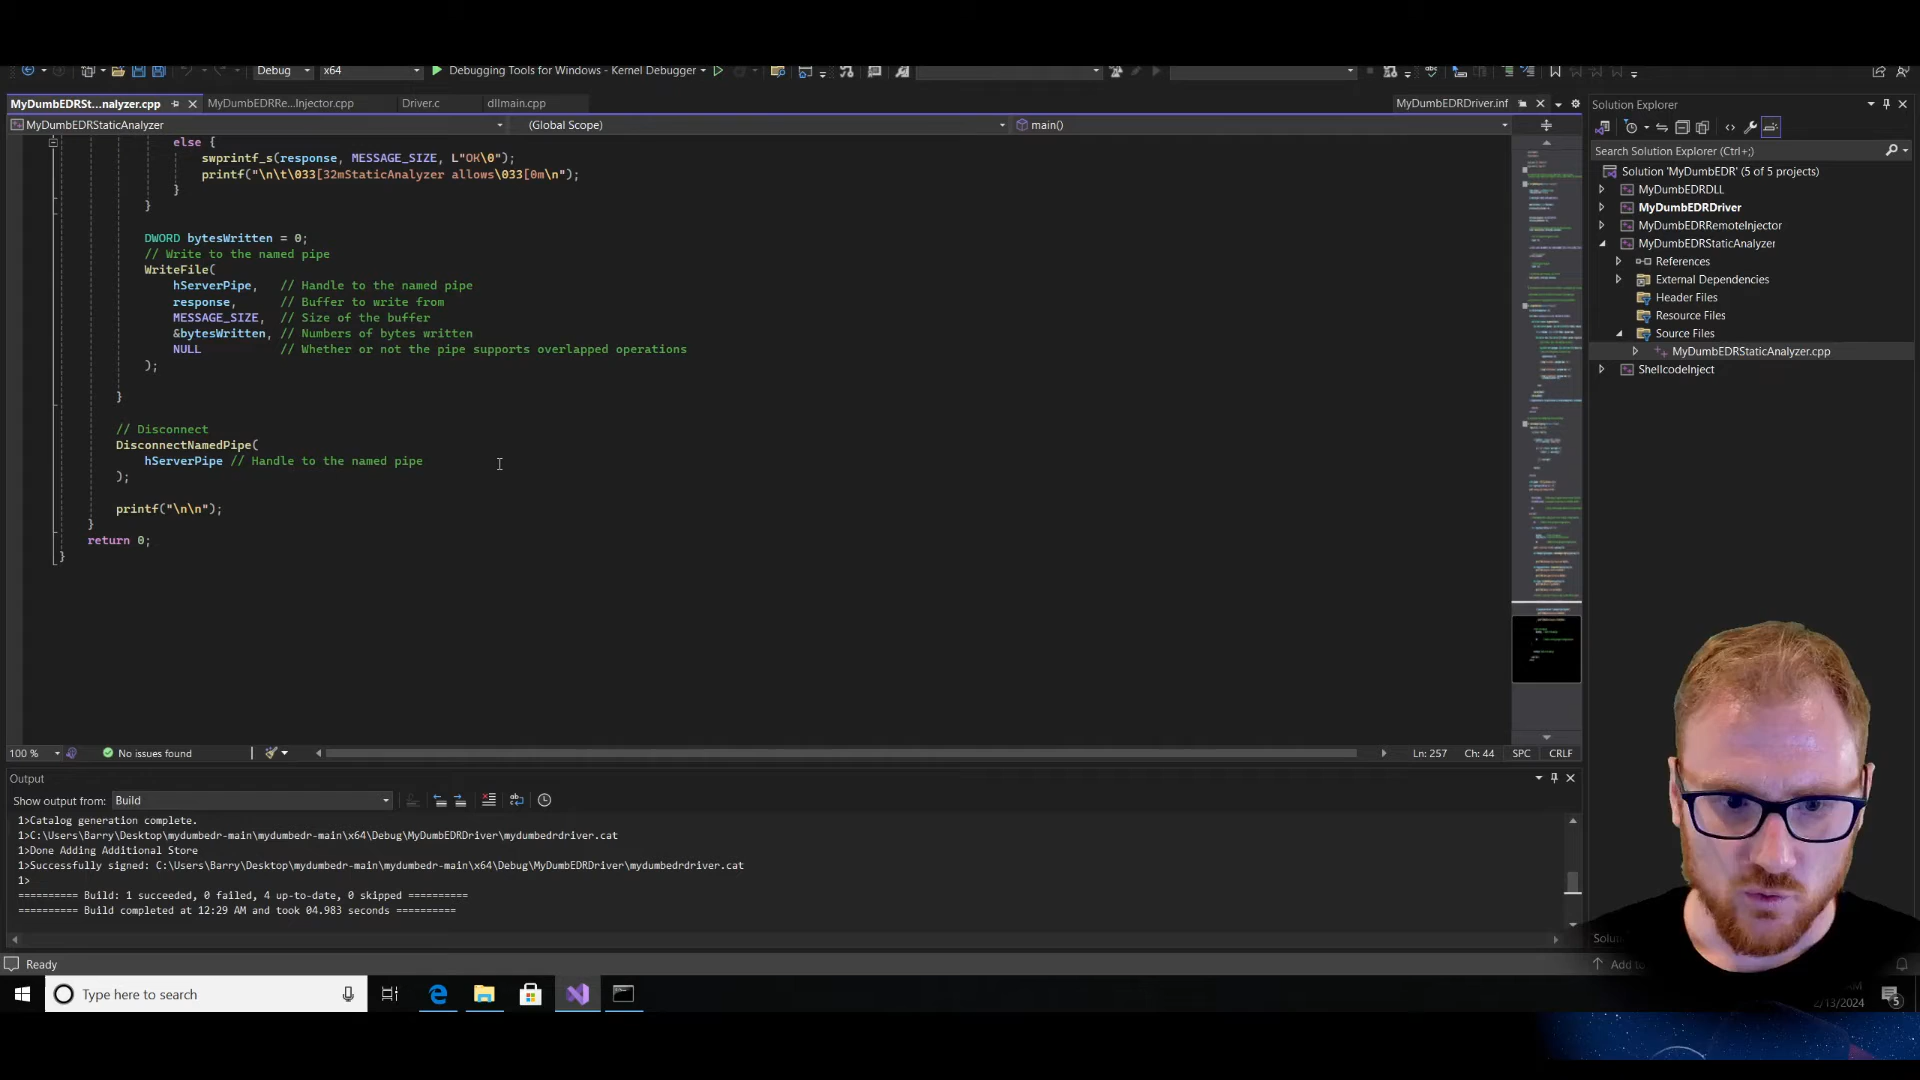 Debug
x64
Debugging Tools for Windows - Kernel Debugger
MyDumbEDRSt...nalyzer.cpp
MyDumbEDRRe...Injector.cpp
Driver.c
dllmain.cpp
MyDumbEDRDriver.inf
MyDumbEDRStaticAnalyzer
(Global Scope)
main()
else {
swprintf_s(response, MESSAGE_SIZE, L"OK\0");
printf("\n\t\033[32mStaticAnalyzer allows\033[0m\n");
}
}
DWORD bytesWritten = 0;
// Write to the named pipe
WriteFile(
hServerPipe,   // Handle to the named pipe
response,      // Buffer to write from
MESSAGE_SIZE,  // Size of the buffer
&bytesWritten, // Numbers of bytes written
NULL           // Whether or not the pipe supports overlapped operations
);
}
// Disconnect
DisconnectNamedPipe(
hServerPipe // Handle to the named pipe
);
printf("\n\n");
}
return 0;
}
100 %
No issues found
Ln: 257
Ch: 44
SPC
CRLF
Output
Show output from:
Build
1>Catalog generation complete.
1>C:\Users\Barry\Desktop\mydumbedr-main\mydumbedr-main\x64\Debug\MyDumbEDRDriver\mydumbedrdriver.cat
1>Done Adding Additional Store
1>Successfully signed: C:\Users\Barry\Desktop\mydumbedr-main\mydumbedr-main\x64\Debug\MyDumbEDRDriver\mydumbedrdriver.cat
1>
========== Build: 1 succeeded, 0 failed, 4 up-to-date, 0 skipped ==========
========== Build completed at 12:29 AM and took 04.983 seconds ==========
Ready
Solution Explorer
Search Solution Explorer (Ctrl+;)
Solution 'MyDumbEDR' (5 of 5 projects)
MyDumbEDRDLL
MyDumbEDRDriver
MyDumbEDRRemoteInjector
MyDumbEDRStaticAnalyzer
References
External Dependencies
Header Files
Resource Files
Source Files
MyDumbEDRStaticAnalyzer.cpp
ShellcodeInject
Type here to search
2/13/2024
5